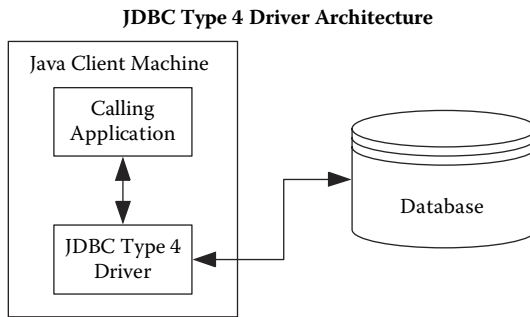 JDBC Type 4 Driver Architecture
Java Client Machine
Calling
Application
JDBC Type 4
Driver
Database